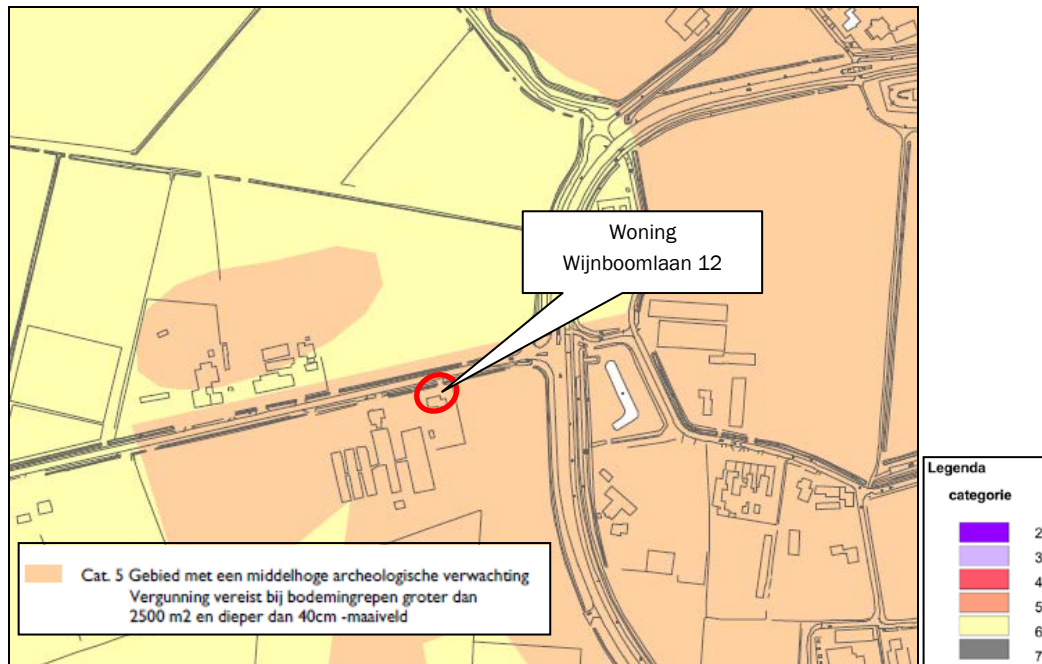 Woning
Wijnboomlaan 12
Cat. 5 Gebied met een middelhoge archeologische verwachting
Vergunning vereist bij bodemingrepen groter dan
2500 m2 en dieper dan 40cm -maaiveld
Legenda
categorie
2
3
4
5
6
7